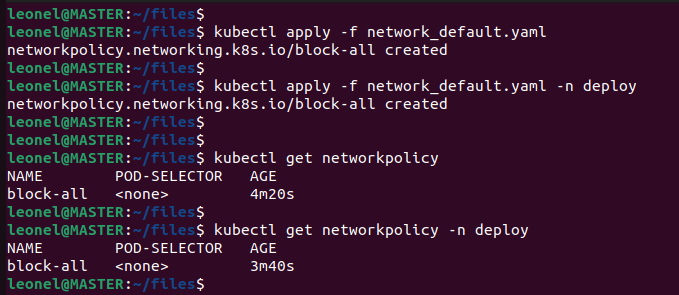 leonel@MASTER:~/files$
leonel@MASTER:~/files$ kubectl apply -f network_default.yaml
networkpolicy.networking.k8s.io/block-all created
leonel@MASTER:~/files$
leonel@MASTER:~/files$ kubectl apply -f network_default.yaml -n deploy
networkpolicy.networking.k8s.io/block-all created
leonel@MASTER:~/files$
leonel@MASTER:~/files$
leonel@MASTER:~/files$ kubectl get networkpolicy
NAME        POD-SELECTOR   AGE
block-all   <none>         4m20s
leonel@MASTER:~/files$
leonel@MASTER:~/files$ kubectl get networkpolicy -n deploy
NAME        POD-SELECTOR   AGE
block-all   <none>         3m40s
leonel@MASTER:~/files$